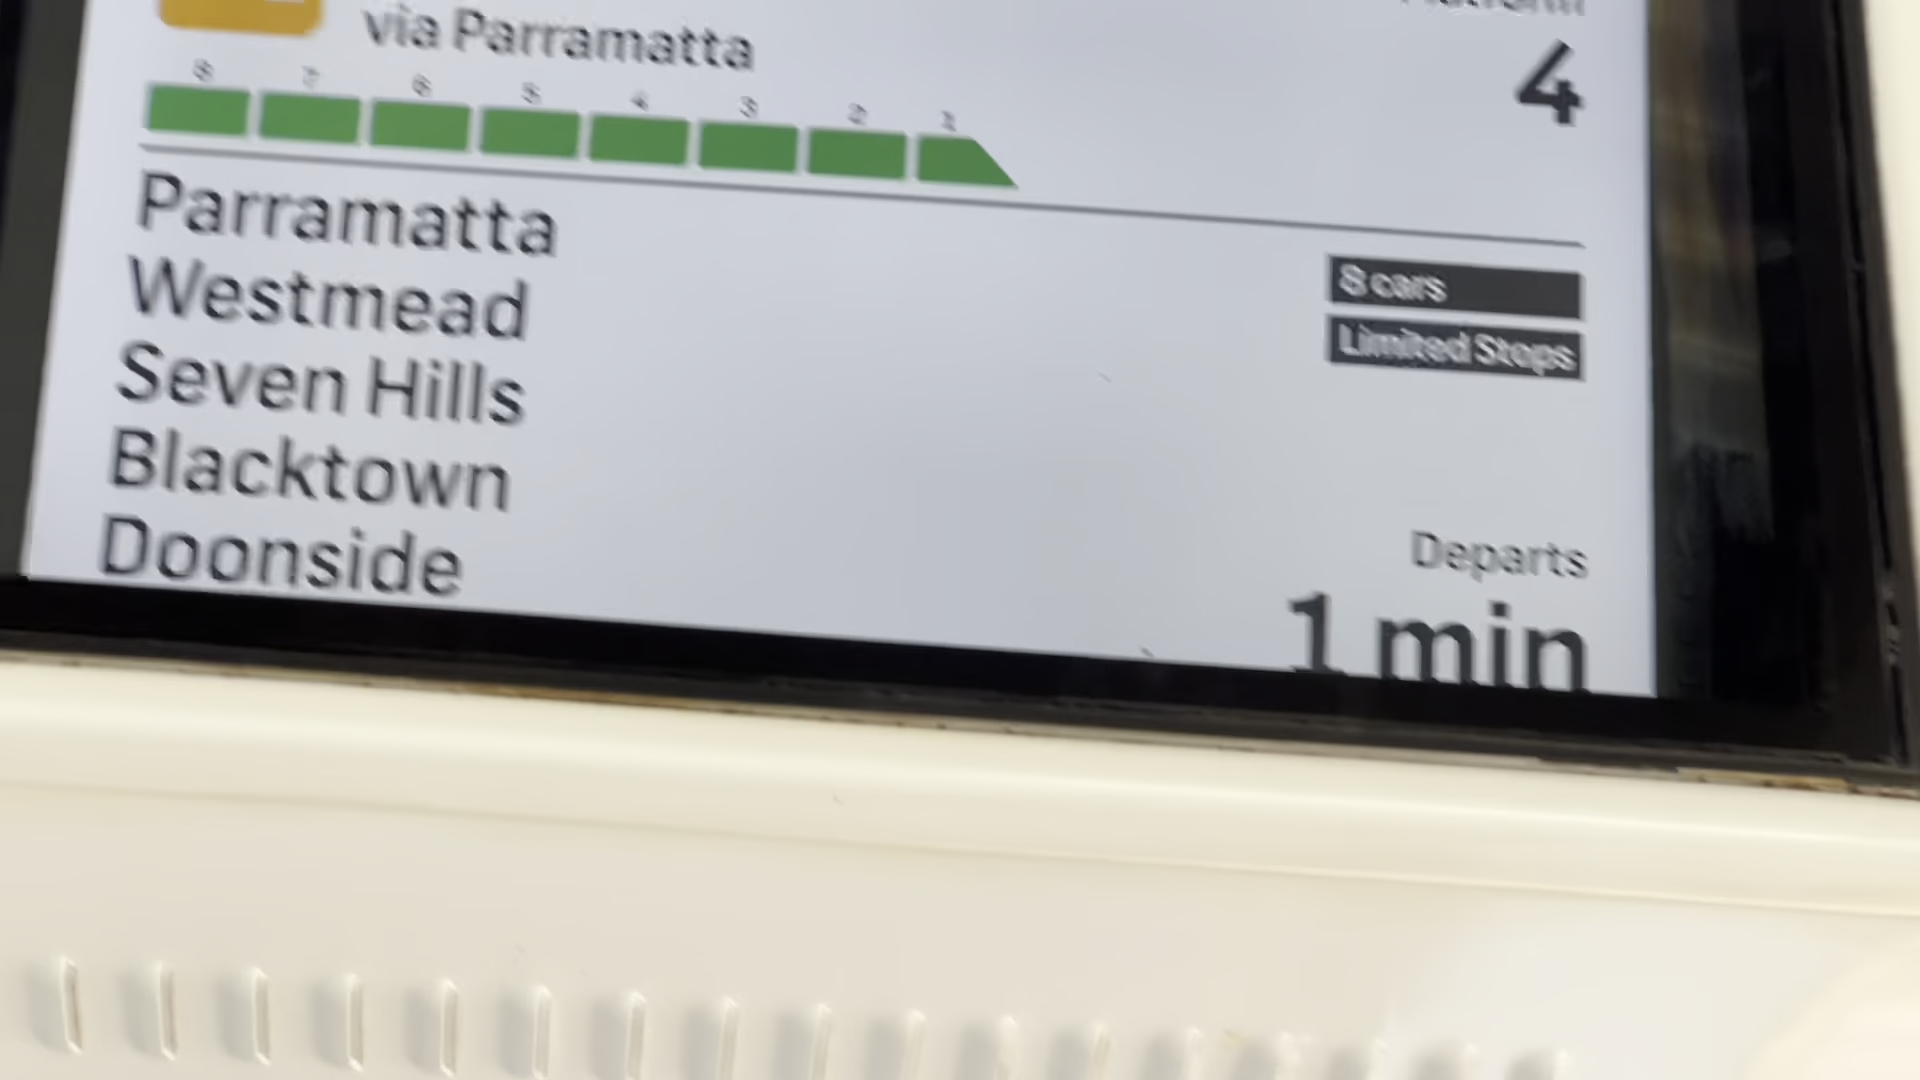 via Parramatta
4
8 7 6 5 4 3 2 1
Parramatta
8 cars
Westmead
Limited Stops
Seven Hills
Blacktown
Doonside
Departs
1 min